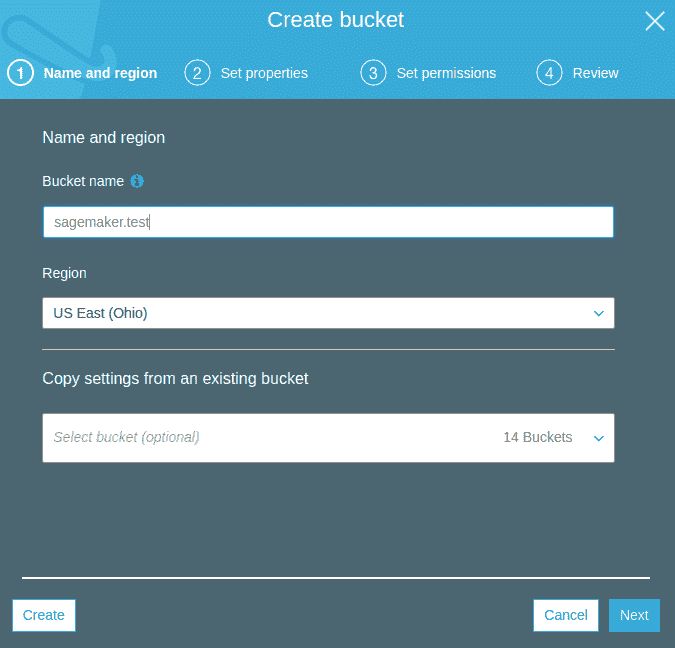 Create bucket
1 Name and region 2 Set properties 3 Set permissions 4 Review
Name and region
Bucket name
sagemaker.test
Region
US East (Ohio)
Copy settings from an existing bucket
Select bucket (optional) 14 Buckets
Create Cancel Next